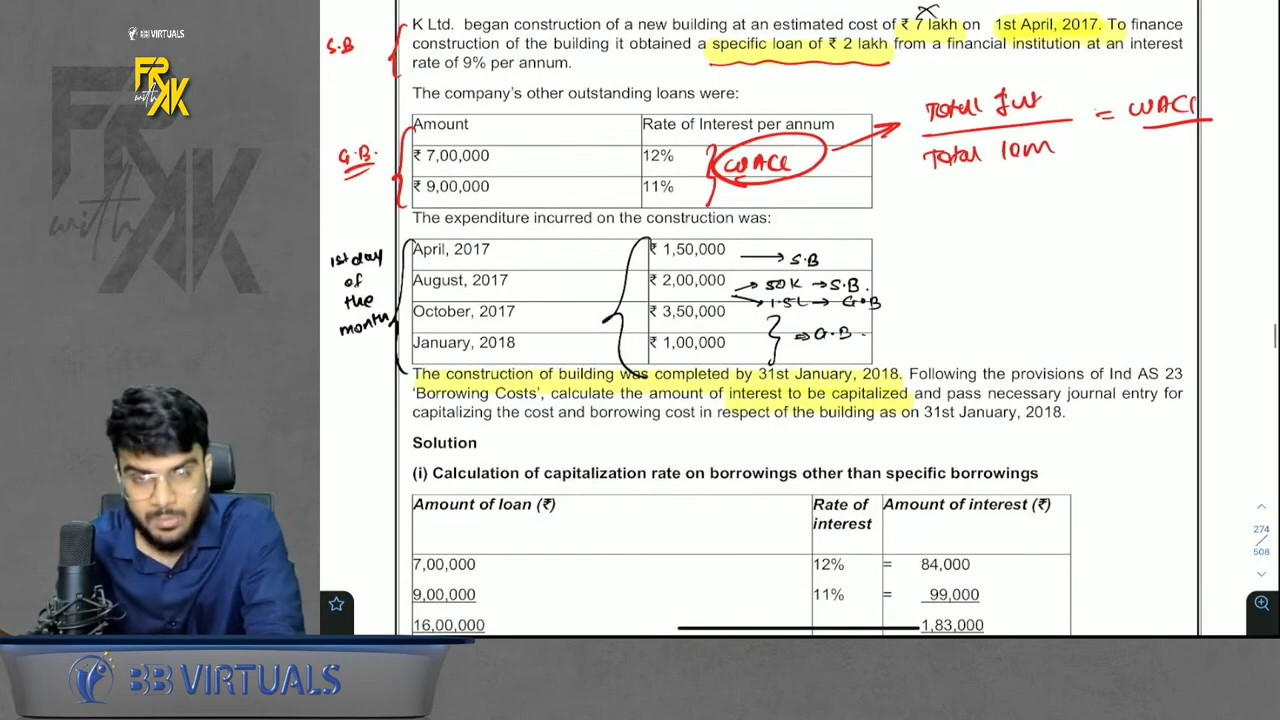 BB VIRTUALS
FR
with
AK
FR
with
AK
S.B
K Ltd. began construction of a new building at an estimated cost of ₹ 7 lakh on 1st April, 2017. To finance
construction of the building it obtained a specific loan of ₹ 2 lakh from a financial institution at an interest
rate of 9% per annum.
The company's other outstanding loans were:
G.B.
Amount Rate of Interest per annum
₹ 7,00,000 12%
₹ 9,00,000 11%
WACC
Total Int
Total loan
= WACC
The expenditure incurred on the construction was:
1st day
of
the
month
April, 2017 ₹ 1,50,000 → S.B
August, 2017 ₹ 2,00,000 → 50K → S.B.
→ 1.5L → G.B
October, 2017 ₹ 3,50,000
January, 2018 ₹ 1,00,000
⇒ G.B.
The construction of building was completed by 31st January, 2018. Following the provisions of Ind AS 23
'Borrowing Costs', calculate the amount of interest to be capitalized and pass necessary journal entry for
capitalizing the cost and borrowing cost in respect of the building as on 31st January, 2018.
Solution
(i) Calculation of capitalization rate on borrowings other than specific borrowings
Amount of loan (₹) Rate of interest Amount of interest (₹)
7,00,000 12% = 84,000
9,00,000 11% = 99,000
16,00,000 1,83,000
274
508
BB VIRTUALS